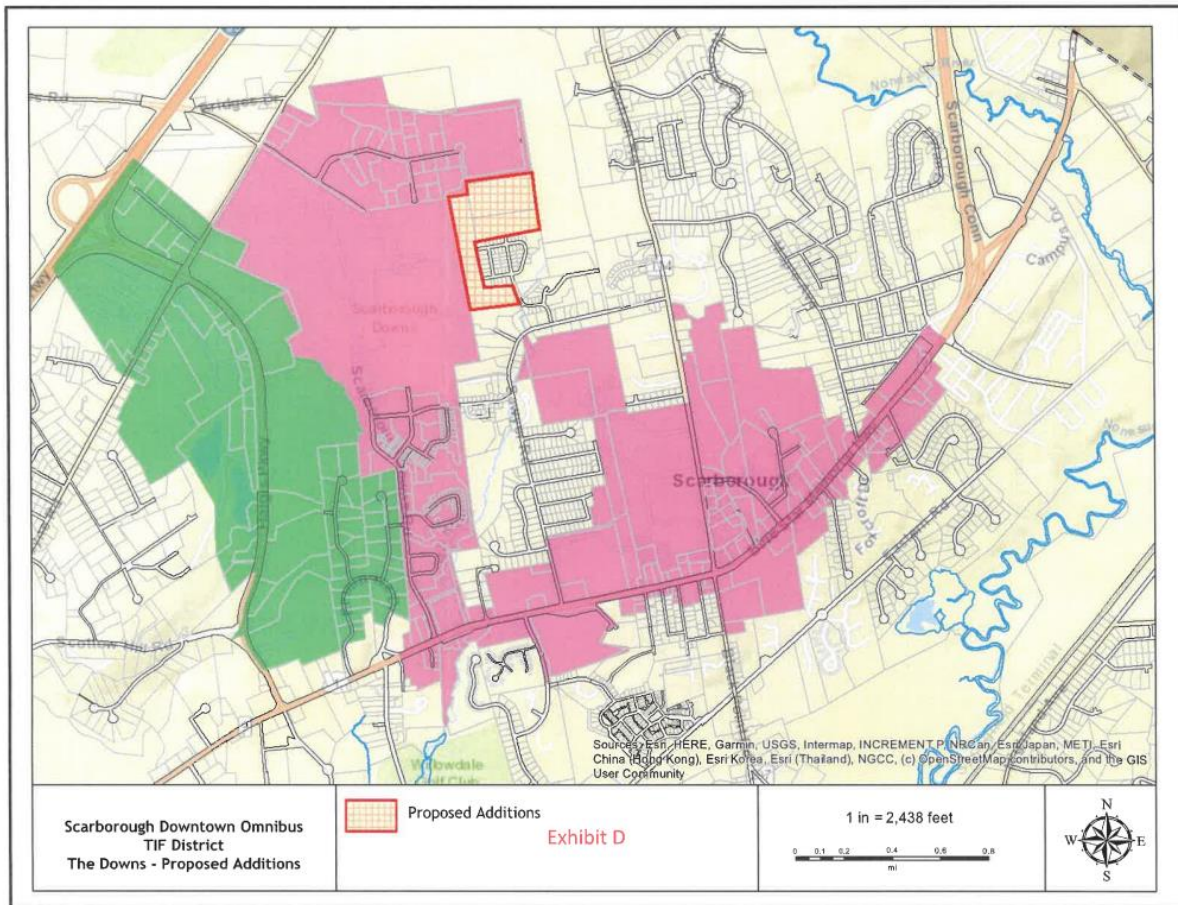 Scarborough Conn
Campus Dr
Scarborough
Downs
Scarborough
Willowdale
Golf Club
Sources: Esri, HERE, Garmin, USGS, Intermap, INCREMENT P, NRCan, Esri Japan, METI, Esri
China (Hong Kong), Esri Korea, Esri (Thailand), NGCC, (c) OpenStreetMap contributors, and the GIS
User Community
Scarborough Downtown Omnibus
TIF District
The Downs - Proposed Additions
Proposed Additions
Exhibit D
1 in = 2,438 feet
0 0.1 0.2 0.4 0.6 0.8
mi
N
W E
S